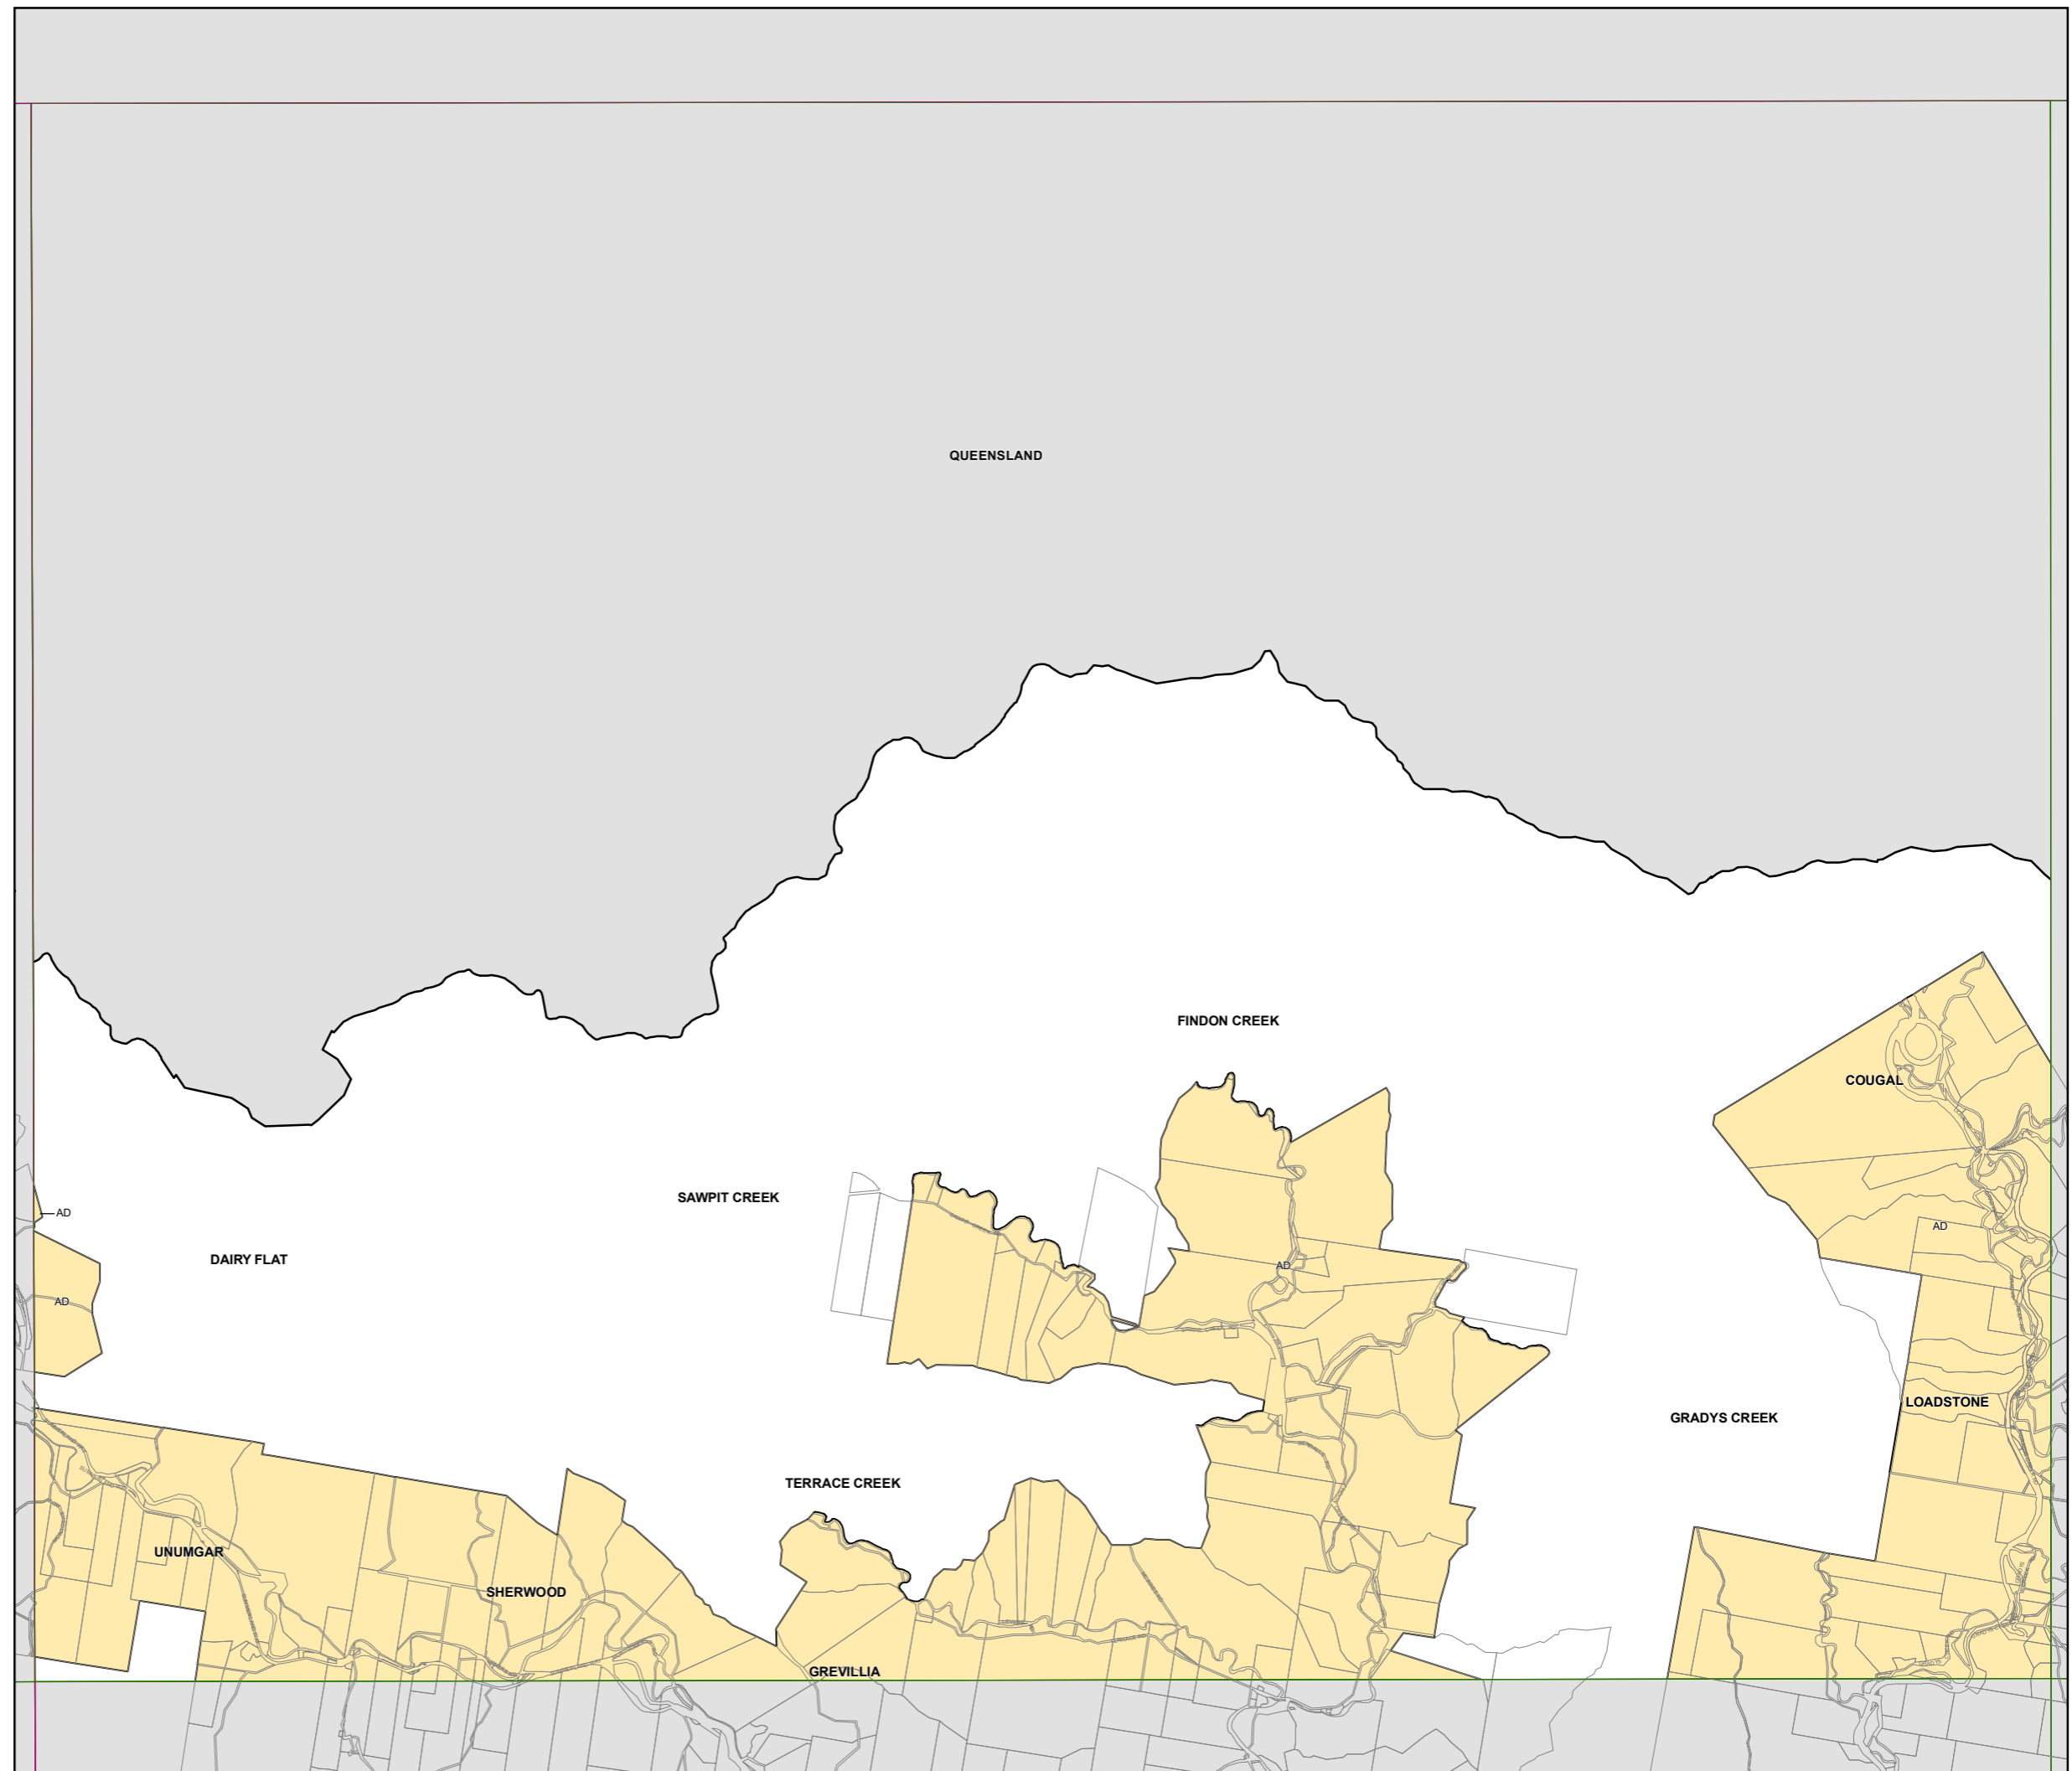 QUEENSLAND
FINDON CREEK
COUGAL
SAWPIT CREEK
AD
AD
DAIRY FLAT
AD
AD
LOADSTONE
GRADYS CREEK
TERRACE CREEK
UNUMGAR
SHERWOOD
GREVILLIA